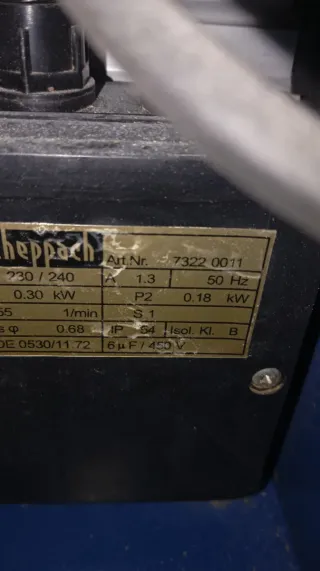 heppach Art.Nr. 7322 0011
230 / 240 A 1.3 50 Hz
0.30 kW P2 0.18 kW
55 1/min S 1
s φ 0.68 IP 54 Isol. Kl. B
DE 0530/11.72 6 µF / 450 V